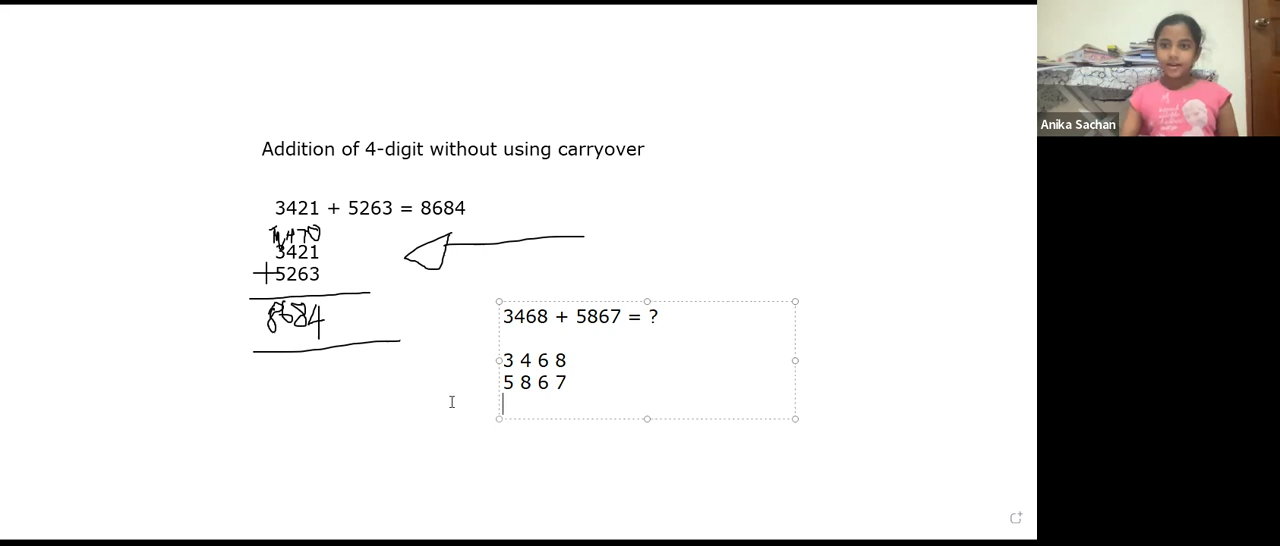 Addition of 4-digit without using carryover
3421 + 5263 = 8684
Th H T O
3421
+ 5263
8684
3468 + 5867 = ?
3 4 6 8
5 8 6 7
Anika Sachan